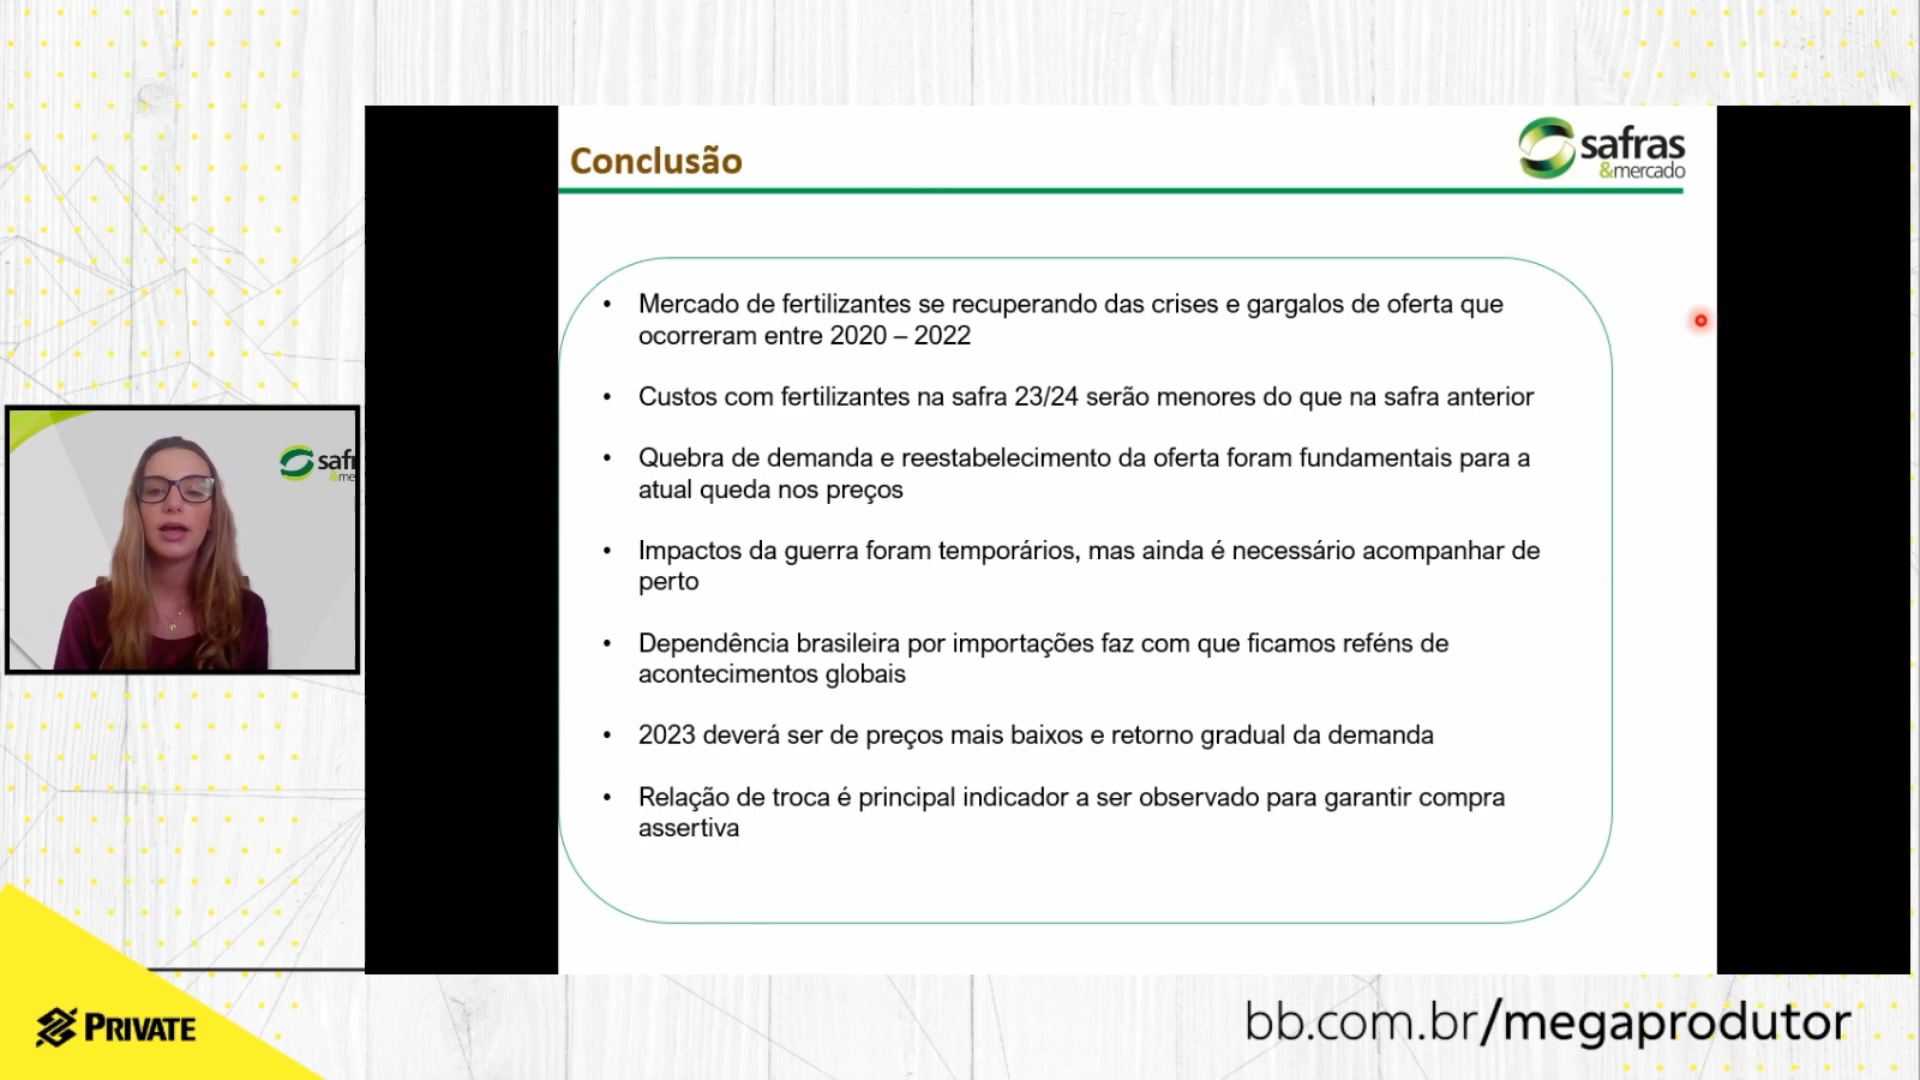 Conclusão
safras
&mercado
• Mercado de fertilizantes se recuperando das crises e gargalos de oferta que
ocorreram entre 2020 – 2022
• Custos com fertilizantes na safra 23/24 serão menores do que na safra anterior
• Quebra de demanda e reestabelecimento da oferta foram fundamentais para a
atual queda nos preços
• Impactos da guerra foram temporários, mas ainda é necessário acompanhar de
perto
• Dependência brasileira por importações faz com que ficamos reféns de
acontecimentos globais
• 2023 deverá ser de preços mais baixos e retorno gradual da demanda
• Relação de troca é principal indicador a ser observado para garantir compra
assertiva
safr
&me
PRIVATE
bb.com.br/megaprodutor